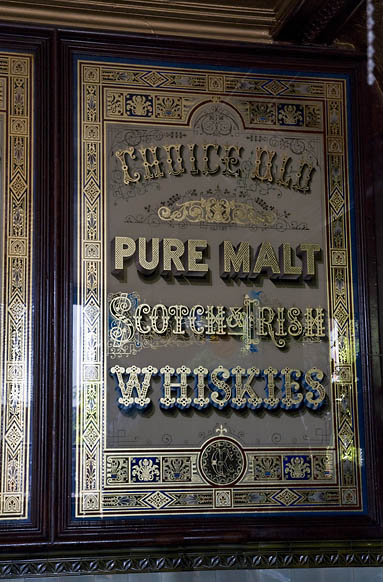 CHOICE OLD
PURE MALT
SCOTCH & IRISH
WHISKIES